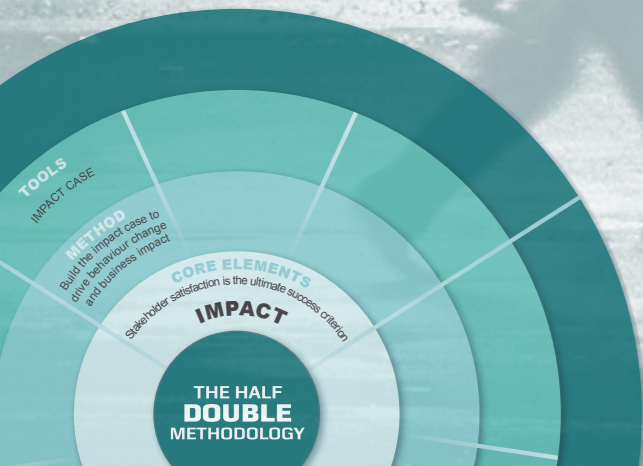 TOOLS
IMPACT CASE
METHOD
Build the impact case to
drive behaviour change
and business impact
CORE ELEMENTS
Stakeholder satisfaction is the ultimate success criterion
IMPACT
THE HALF
DOUBLE
METHODOLOGY